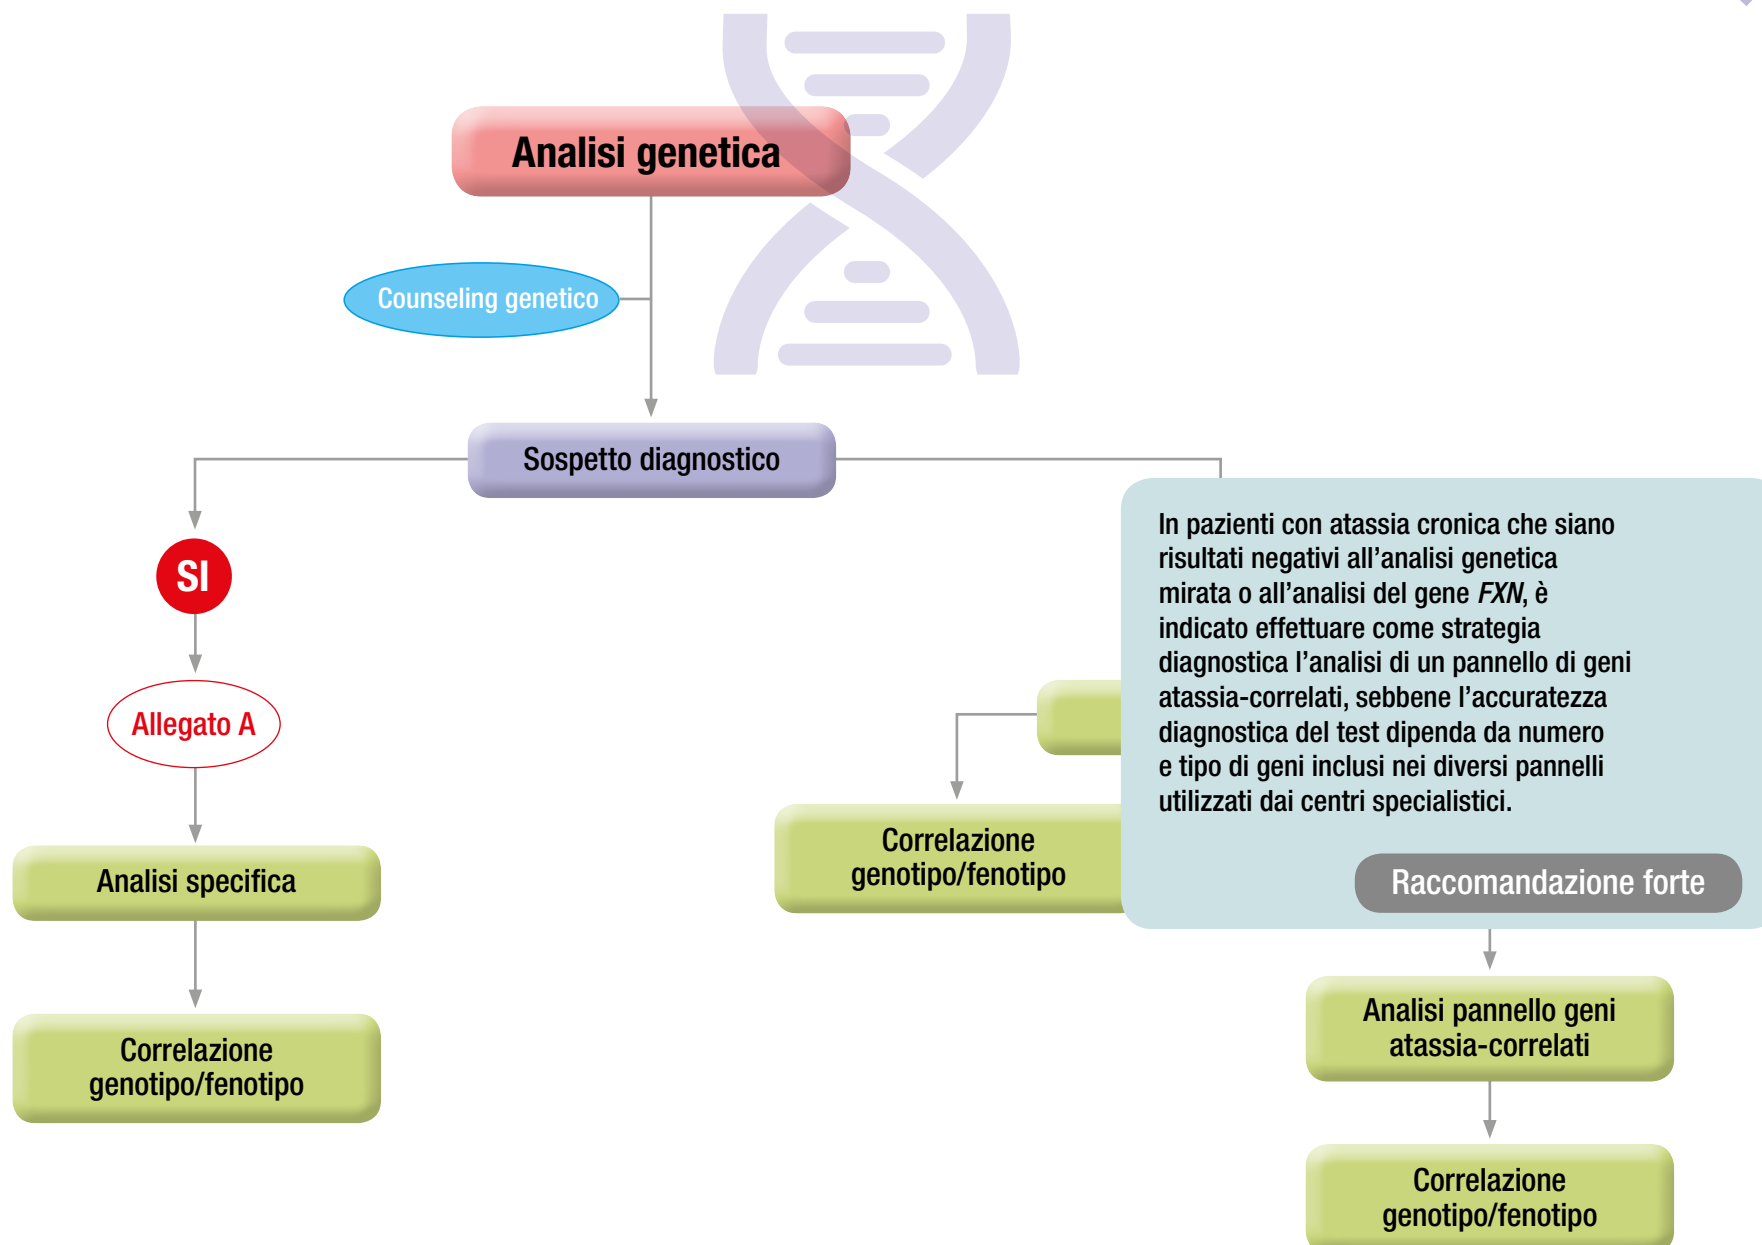 Analisi genetica
Counseling genetico
Sospetto diagnostico
SI
Allegato A
Analisi specifica
Correlazione
genotipo/fenotipo
In pazienti con atassia cronica che siano
risultati negativi all’analisi genetica
mirata o all’analisi del gene FXN, è
indicato effettuare come strategia
diagnostica l’analisi di un pannello di geni
atassia-correlati, sebbene l’accuratezza
diagnostica del test dipenda da numero
e tipo di geni inclusi nei diversi pannelli
utilizzati dai centri specialistici.
Raccomandazione forte
Correlazione
genotipo/fenotipo
Analisi pannello geni
atassia-correlati
Correlazione
genotipo/fenotipo